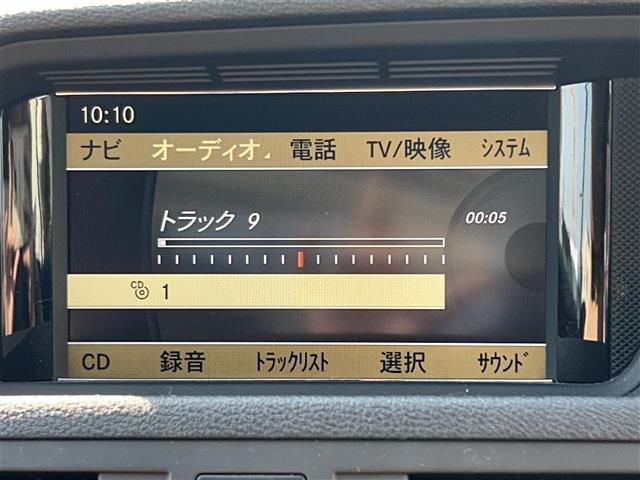 10:10
ナビ オーディオ 電話 TV/映像 ｼｽﾃﾑ
トラック 9 00:05
CD 1
CD 録音 ﾄﾗｯｸﾘｽﾄ 選択 ｻｳﾝﾄﾞ